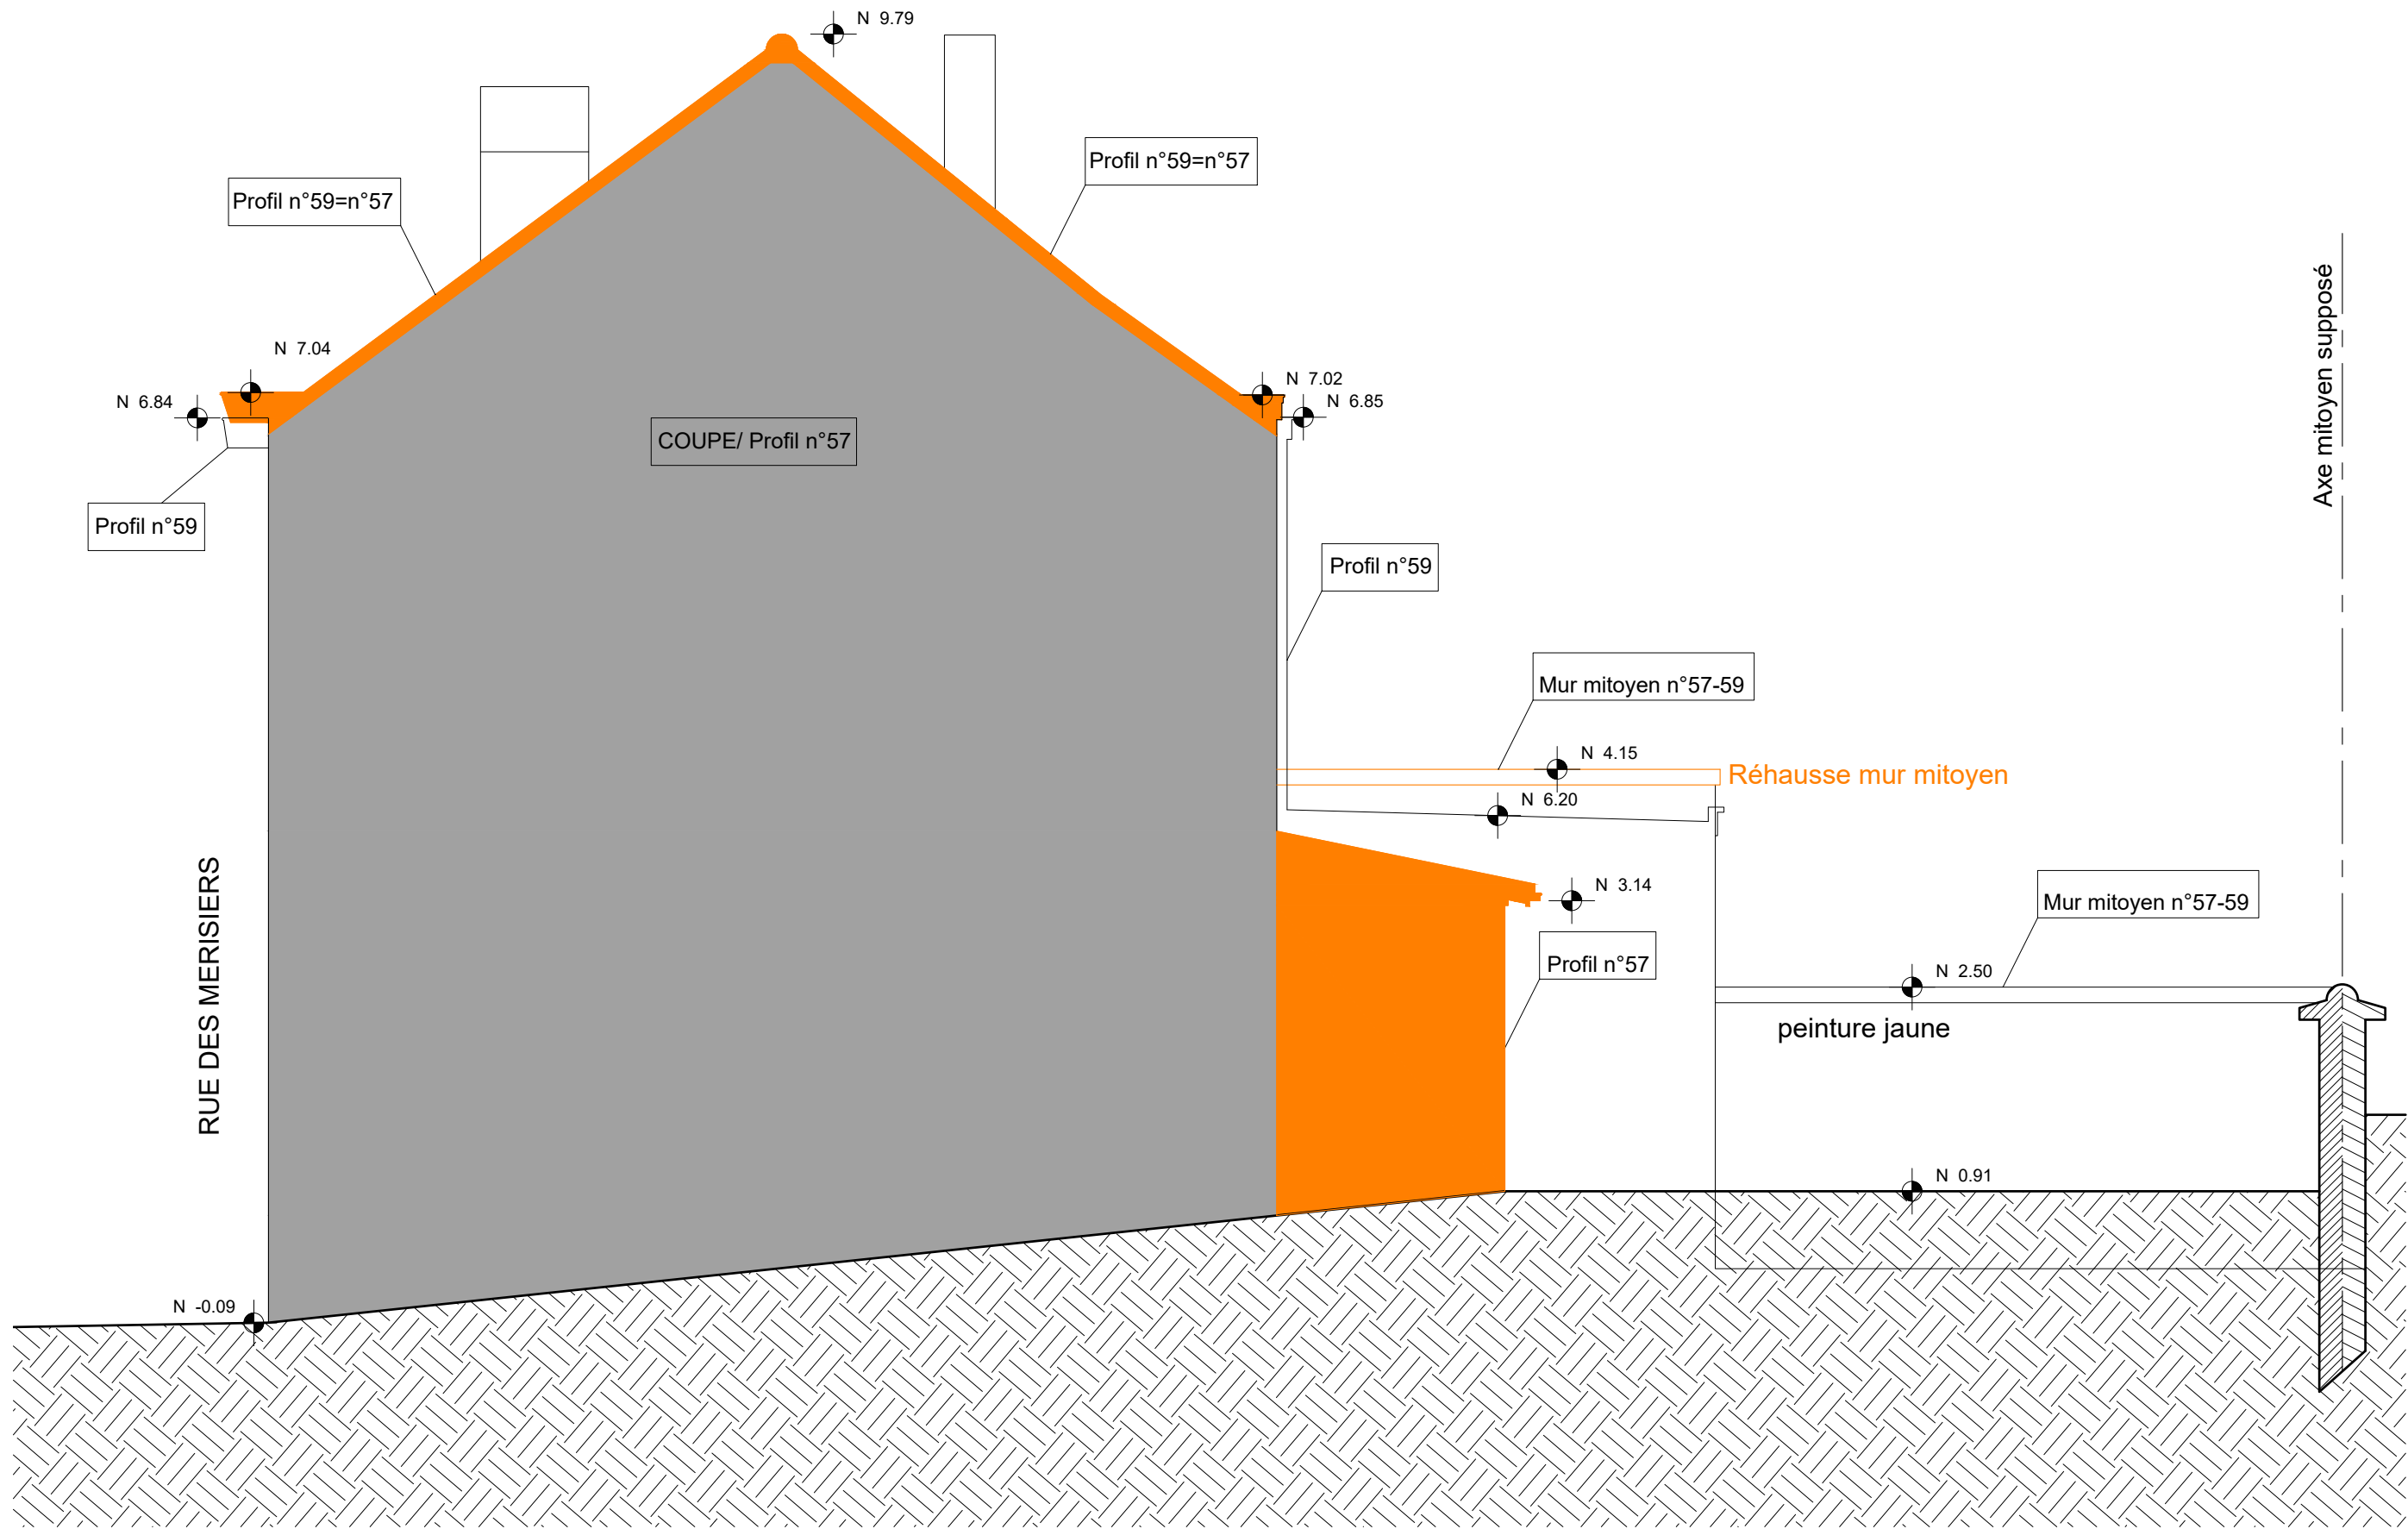 N 9.79
Profil n°59=n°57
Profil n°59=n°57
Axe mitoyen supposé
N 7.04
N 7.02
N 6.84
N 6.85
COUPE/ Profil n°57
Profil n°59
Profil n°59
Mur mitoyen n°57-59
N 4.15
Réhausse mur mitoyen
N 6.20
RUE DES MERISIERS
N 3.14
Mur mitoyen n°57-59
Profil n°57
N 2.50
peinture jaune
N 0.91
N -0.09